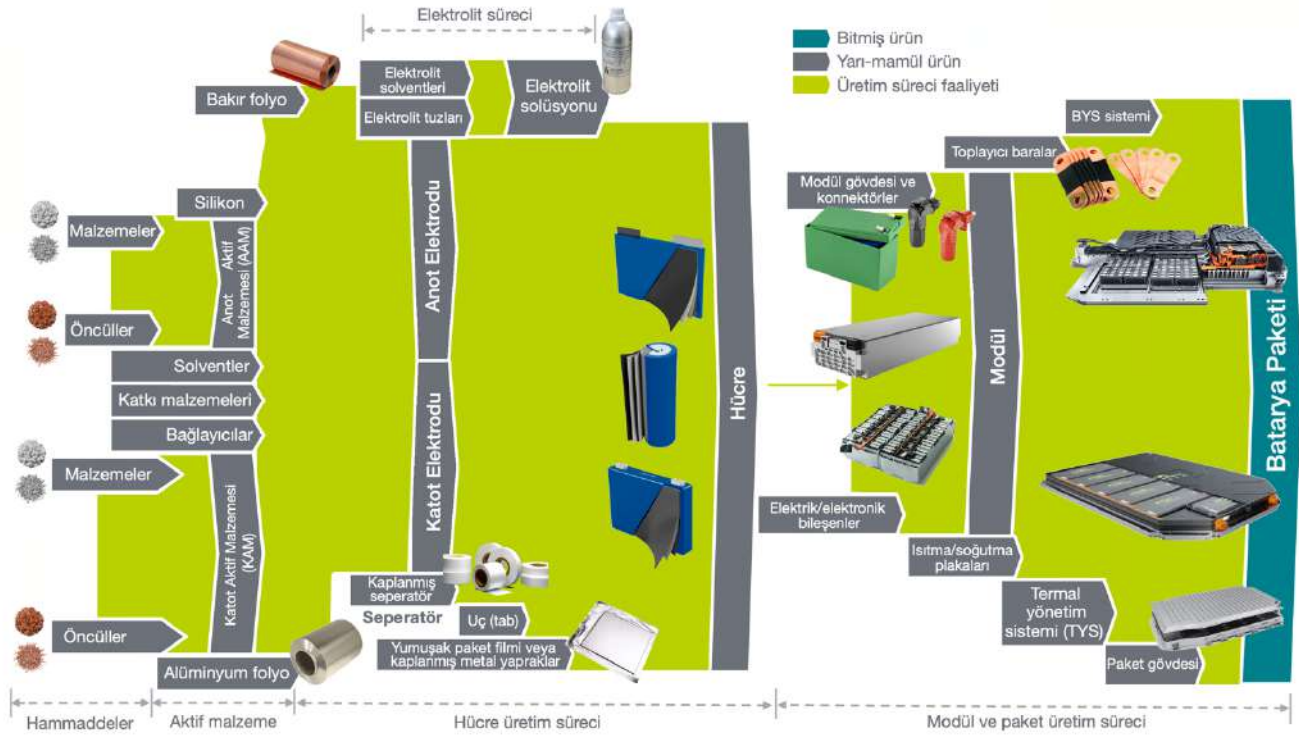 Elektrolit süreci
Bitmiş ürün
Yarı-mamül ürün
Üretim süreci faaliyeti
Bakır folyo
Elektrolit
solventleri
Elektrolit tuzları
Elektrolit
solüsyonu
BYS sistemi
Toplayıcı baralar
Modül gövdesi ve
konnektörler
Silikon
Malzemeler
Anot Aktif
Malzemesi (AAM)
Öncüller
Solventler
Katkı malzemeleri
Bağlayıcılar
Malzemeler
Katot Aktif Malzemesi
(KAM)
Öncüller
Alüminyum folyo
Anot Elektrodu
Katot Elektrodu
Kaplanmış
seperatör
Seperatör
Uç (tab)
Yumuşak paket filmi veya
kaplanmış metal yapraklar
Hücre
Elektrik/elektronik
bileşenler
Modül
Isıtma/soğutma
plakaları
Termal
yönetim
sistemi (TYS)
Paket gövdesi
Batarya Paketi
Hammaddeler
Aktif malzeme
Hücre üretim süreci
Modül ve paket üretim süreci